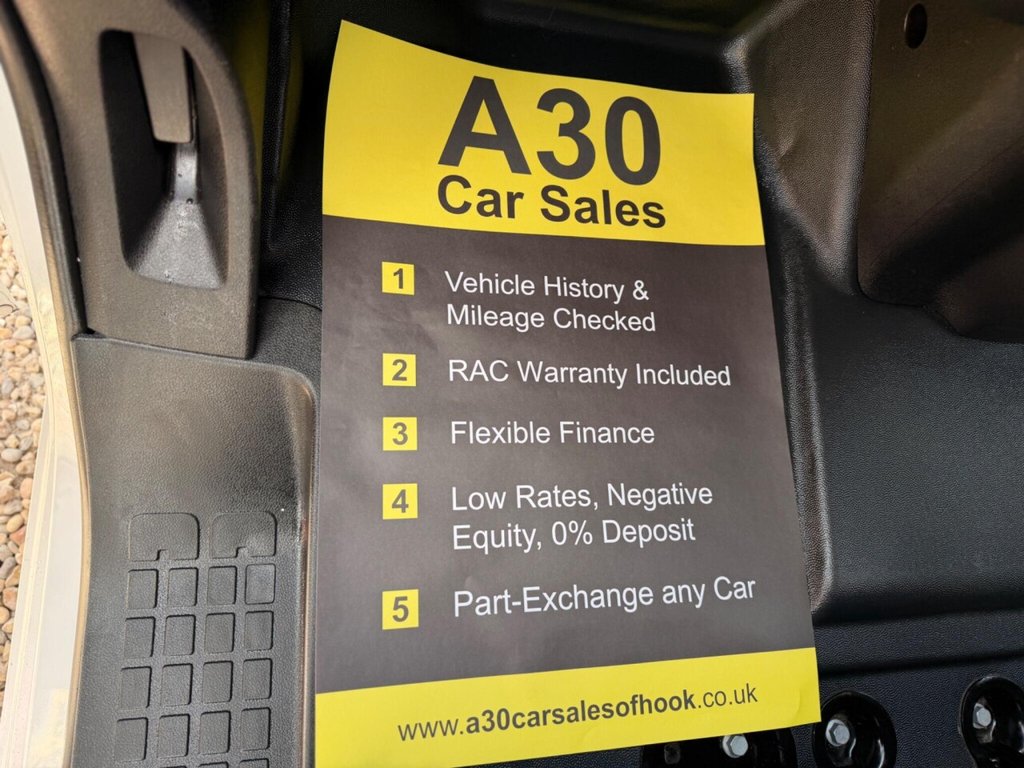 A30
Car Sales
1 Vehicle History &
Mileage Checked
2 RAC Warranty Included
3 Flexible Finance
4 Low Rates, Negative
Equity, 0% Deposit
5 Part-Exchange any Car
www.a30carsalesofhook.co.uk